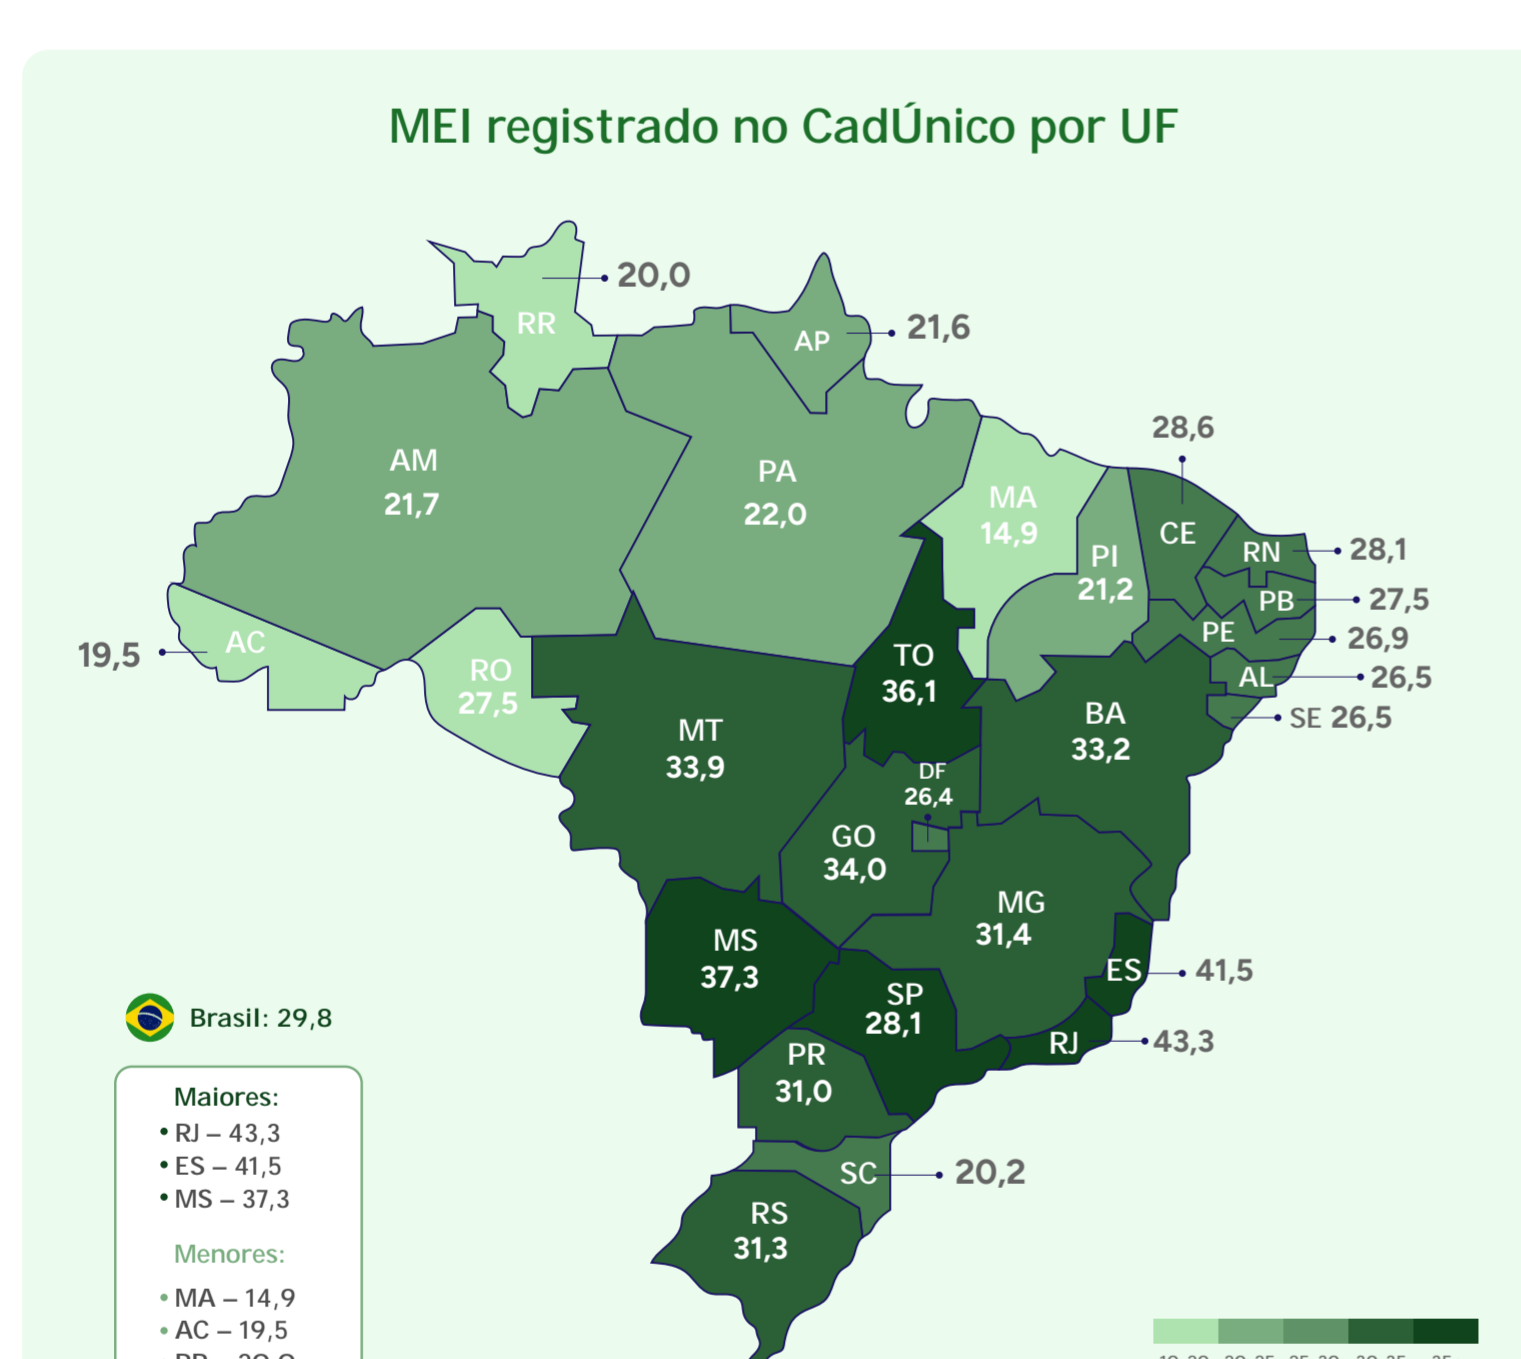 MEI registrado no CadÚnico por UF
20,0
RR
21,6
AP
28,6
AM
21,7
PA
22,0
MA
14,9
CE
RN
28,1
PI
21,2
PB
27,5
PE
26,9
AC
19,5
TO
36,1
AL
26,5
RO
27,5
SE 26,5
BA
33,2
MT
33,9
DF
26,4
GO
34,0
MG
31,4
MS
37,3
ES
41,5
SP
28,1
Brasil: 29,8
RJ
43,3
PR
31,0
Maiores:
• RJ – 43,3
• ES – 41,5
• MS – 37,3
SC
20,2
RS
31,3
Menores:
• MA – 14,9
• AC – 19,5